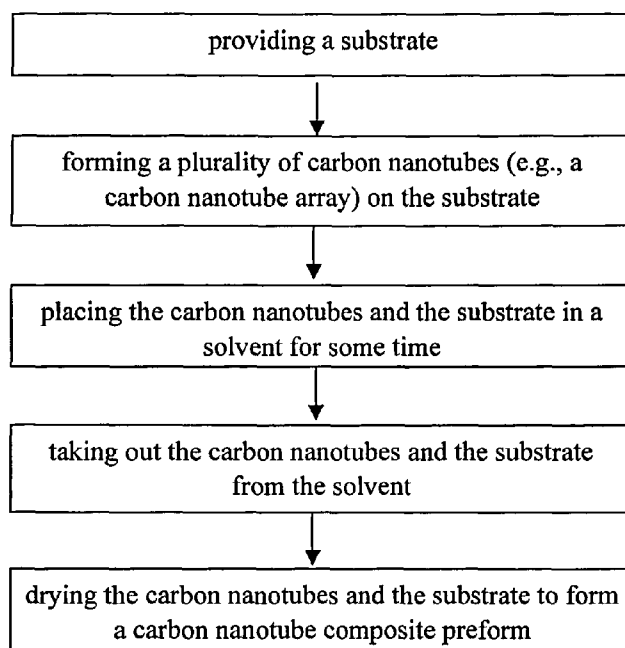 providing a substrate
forming a plurality of carbon nanotubes (e.g., a
carbon nanotube array) on the substrate
placing the carbon nanotubes and the substrate in a
solvent for some time
taking out the carbon nanotubes and the substrate
from the solvent
drying the carbon nanotubes and the substrate to form
a carbon nanotube composite preform